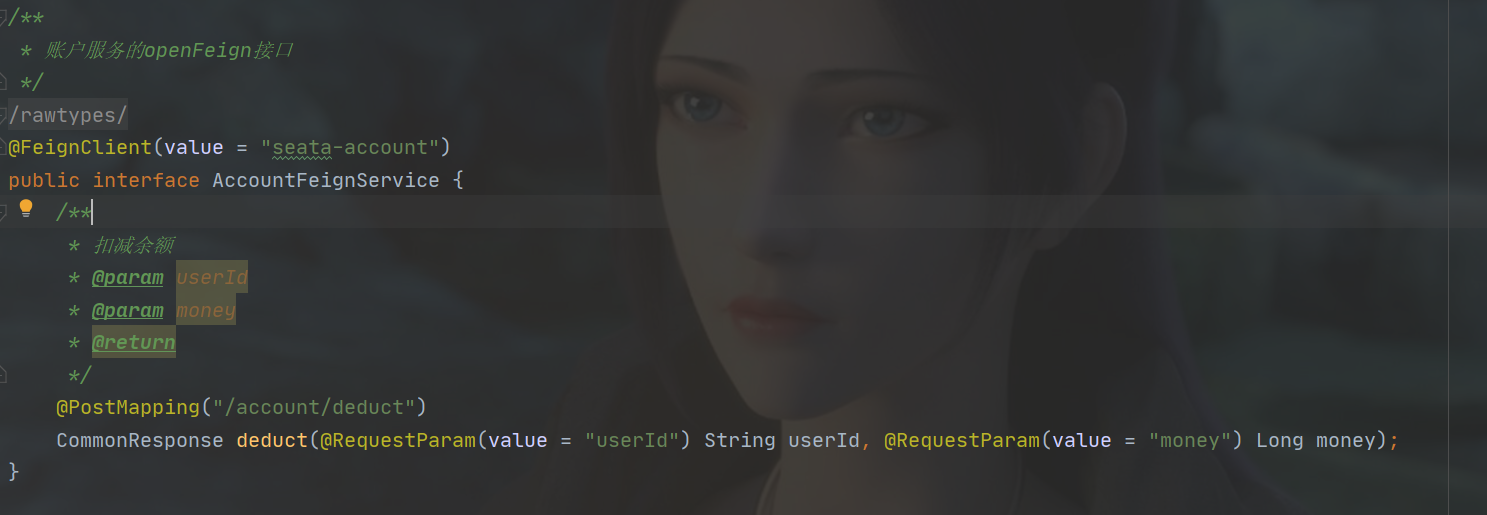 /**
 * 账户服务的openFeign接口
 */
/rawtypes/
@FeignClient(value = "seata-account")
public interface AccountFeignService {
    /**
     * 扣减余额
     * @param userId
     * @param money
     * @return
     */
    @PostMapping("/account/deduct")
    CommonResponse deduct(@RequestParam(value = "userId") String userId, @RequestParam(value = "money") Long money);
}